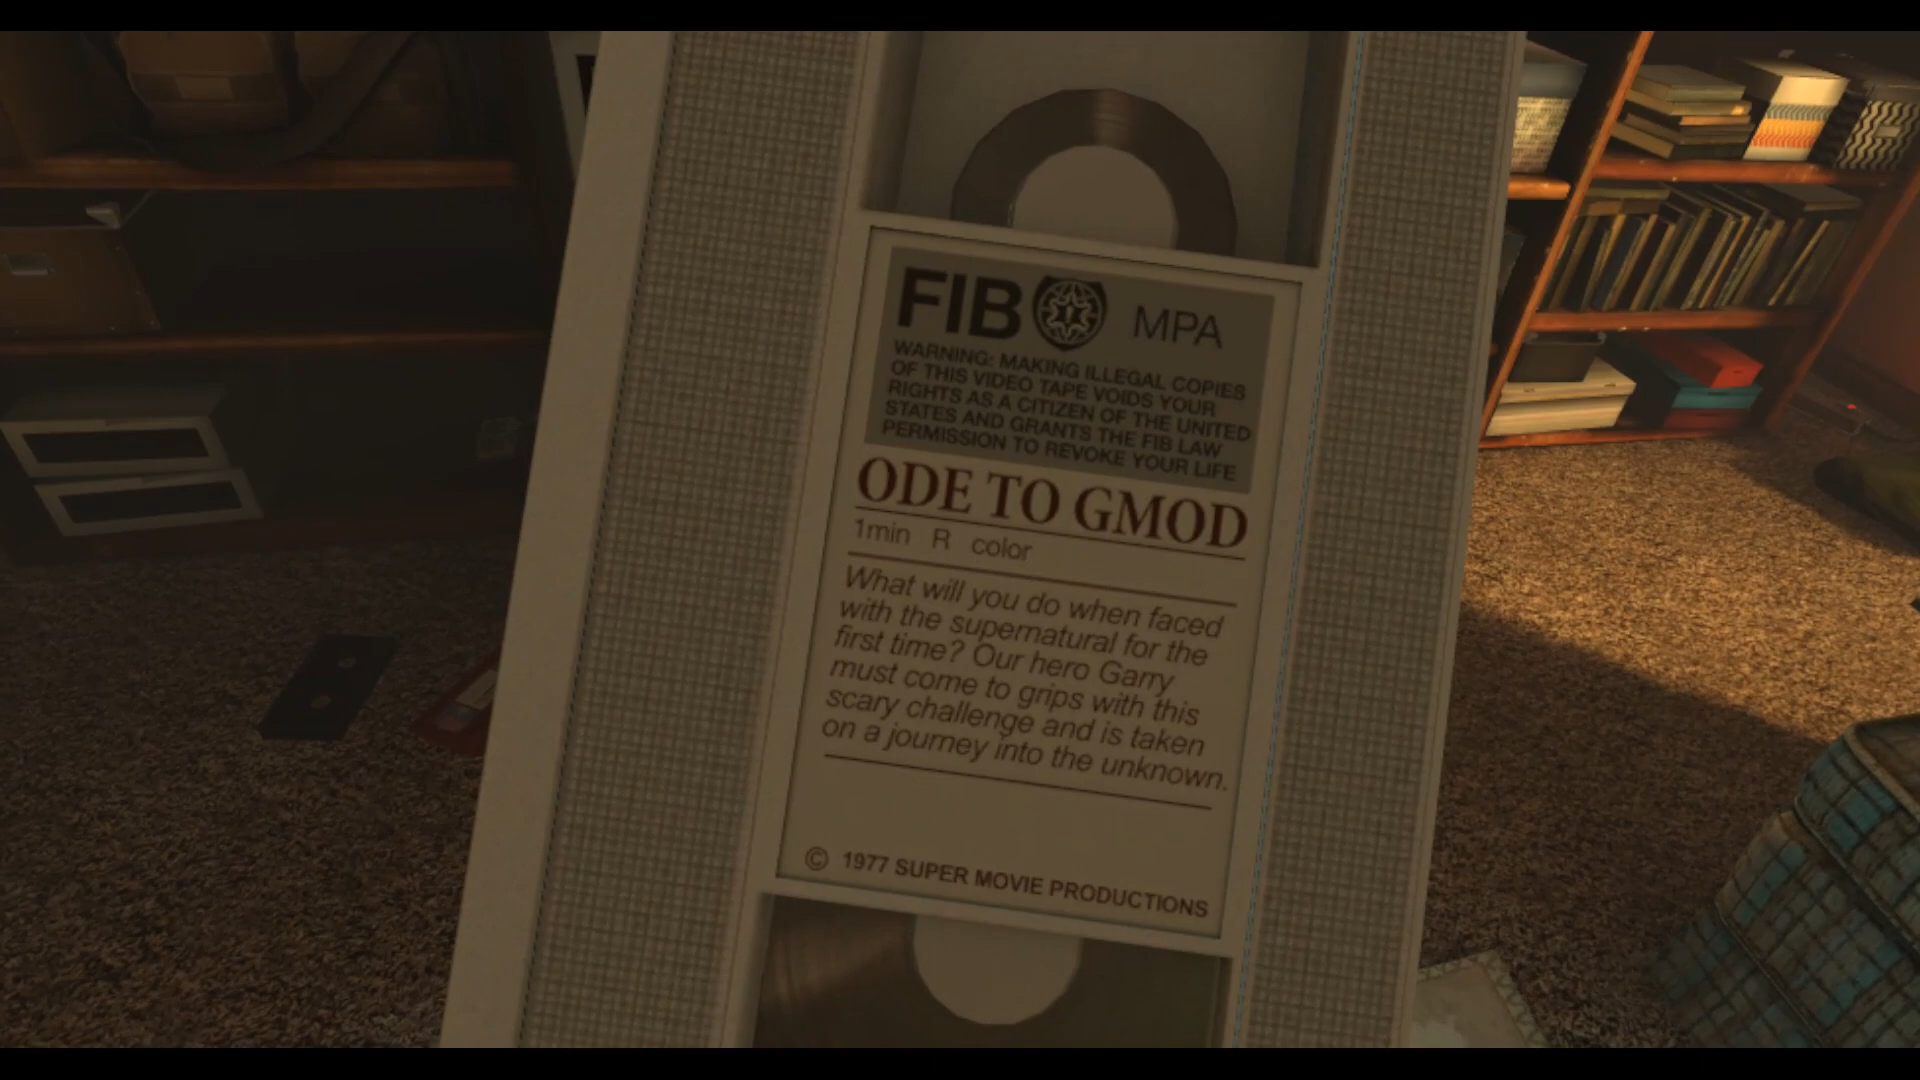 FIB MPA
WARNING: MAKING ILLEGAL COPIES
OF THIS VIDEO TAPE VOIDS YOUR
RIGHTS AS A CITIZEN OF THE UNITED
STATES AND GRANTS THE FIB LAW
PERMISSION TO REVOKE YOUR LIFE
ODE TO GMOD
1min R color
What will you do when faced
with the supernatural for the
first time? Our hero Garry
must come to grips with this
scary challenge and is taken
on a journey into the unknown.
© 1977 SUPER MOVIE PRODUCTIONS